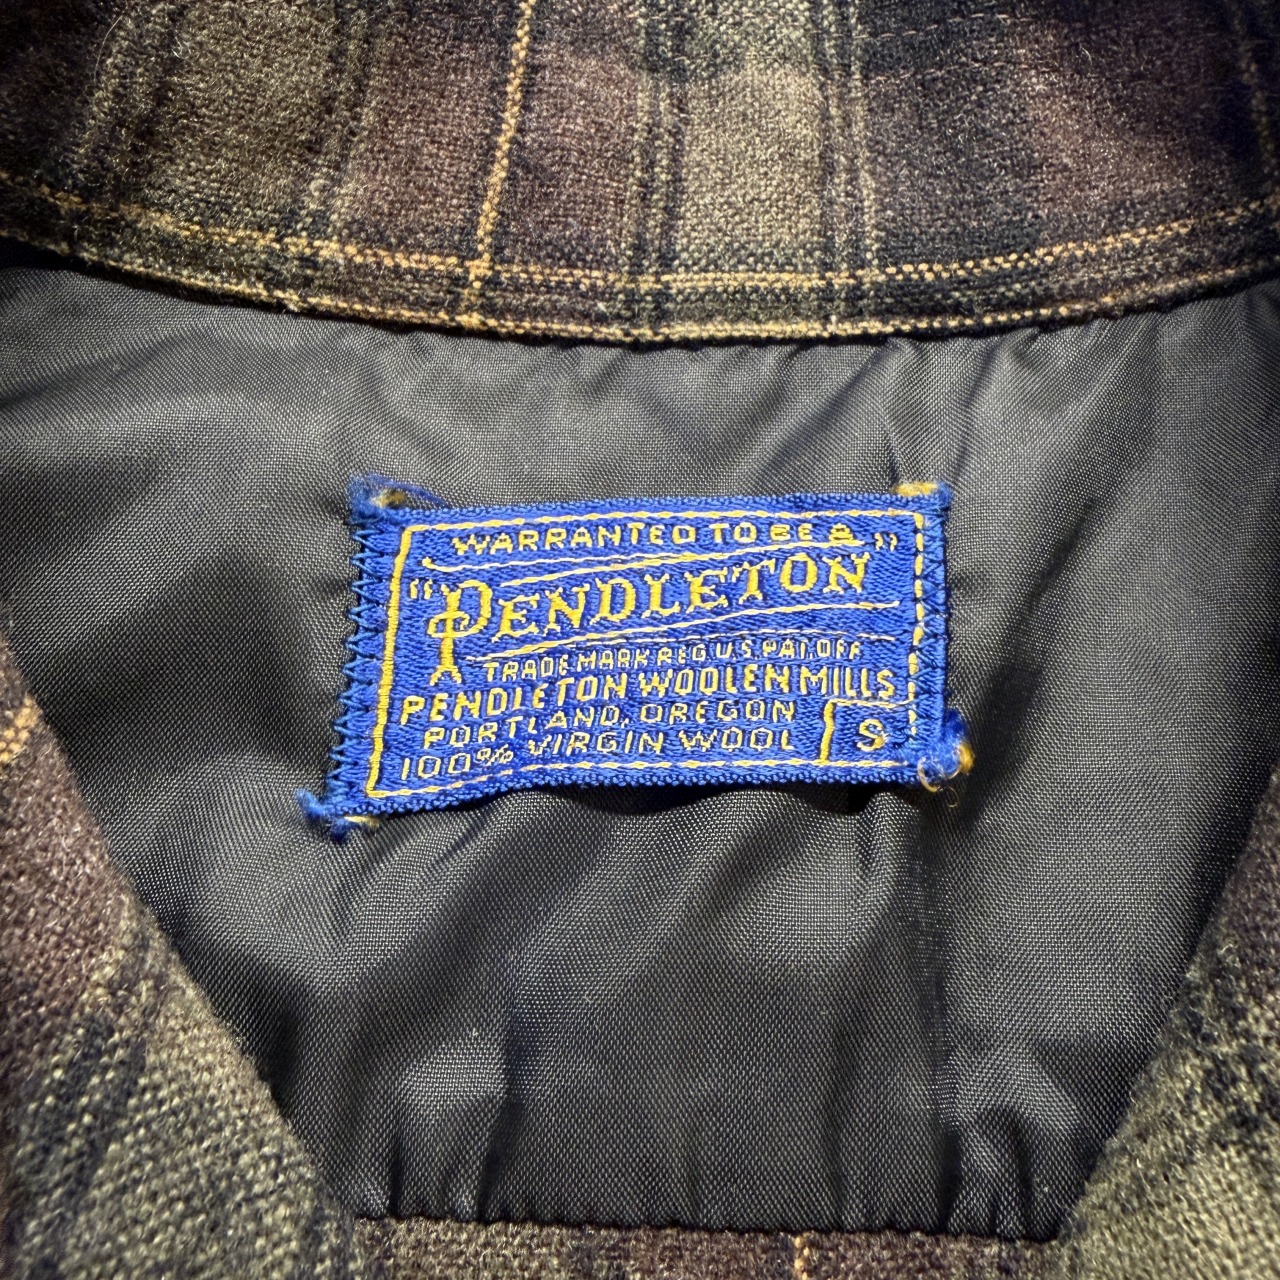 WARRANTED TO BE A
"PENDLETON"
TRADE MARK REG U.S. PAT. OFF.
PENDLETON WOOLEN MILLS
PORTLAND, OREGON
100% VIRGIN WOOL
S